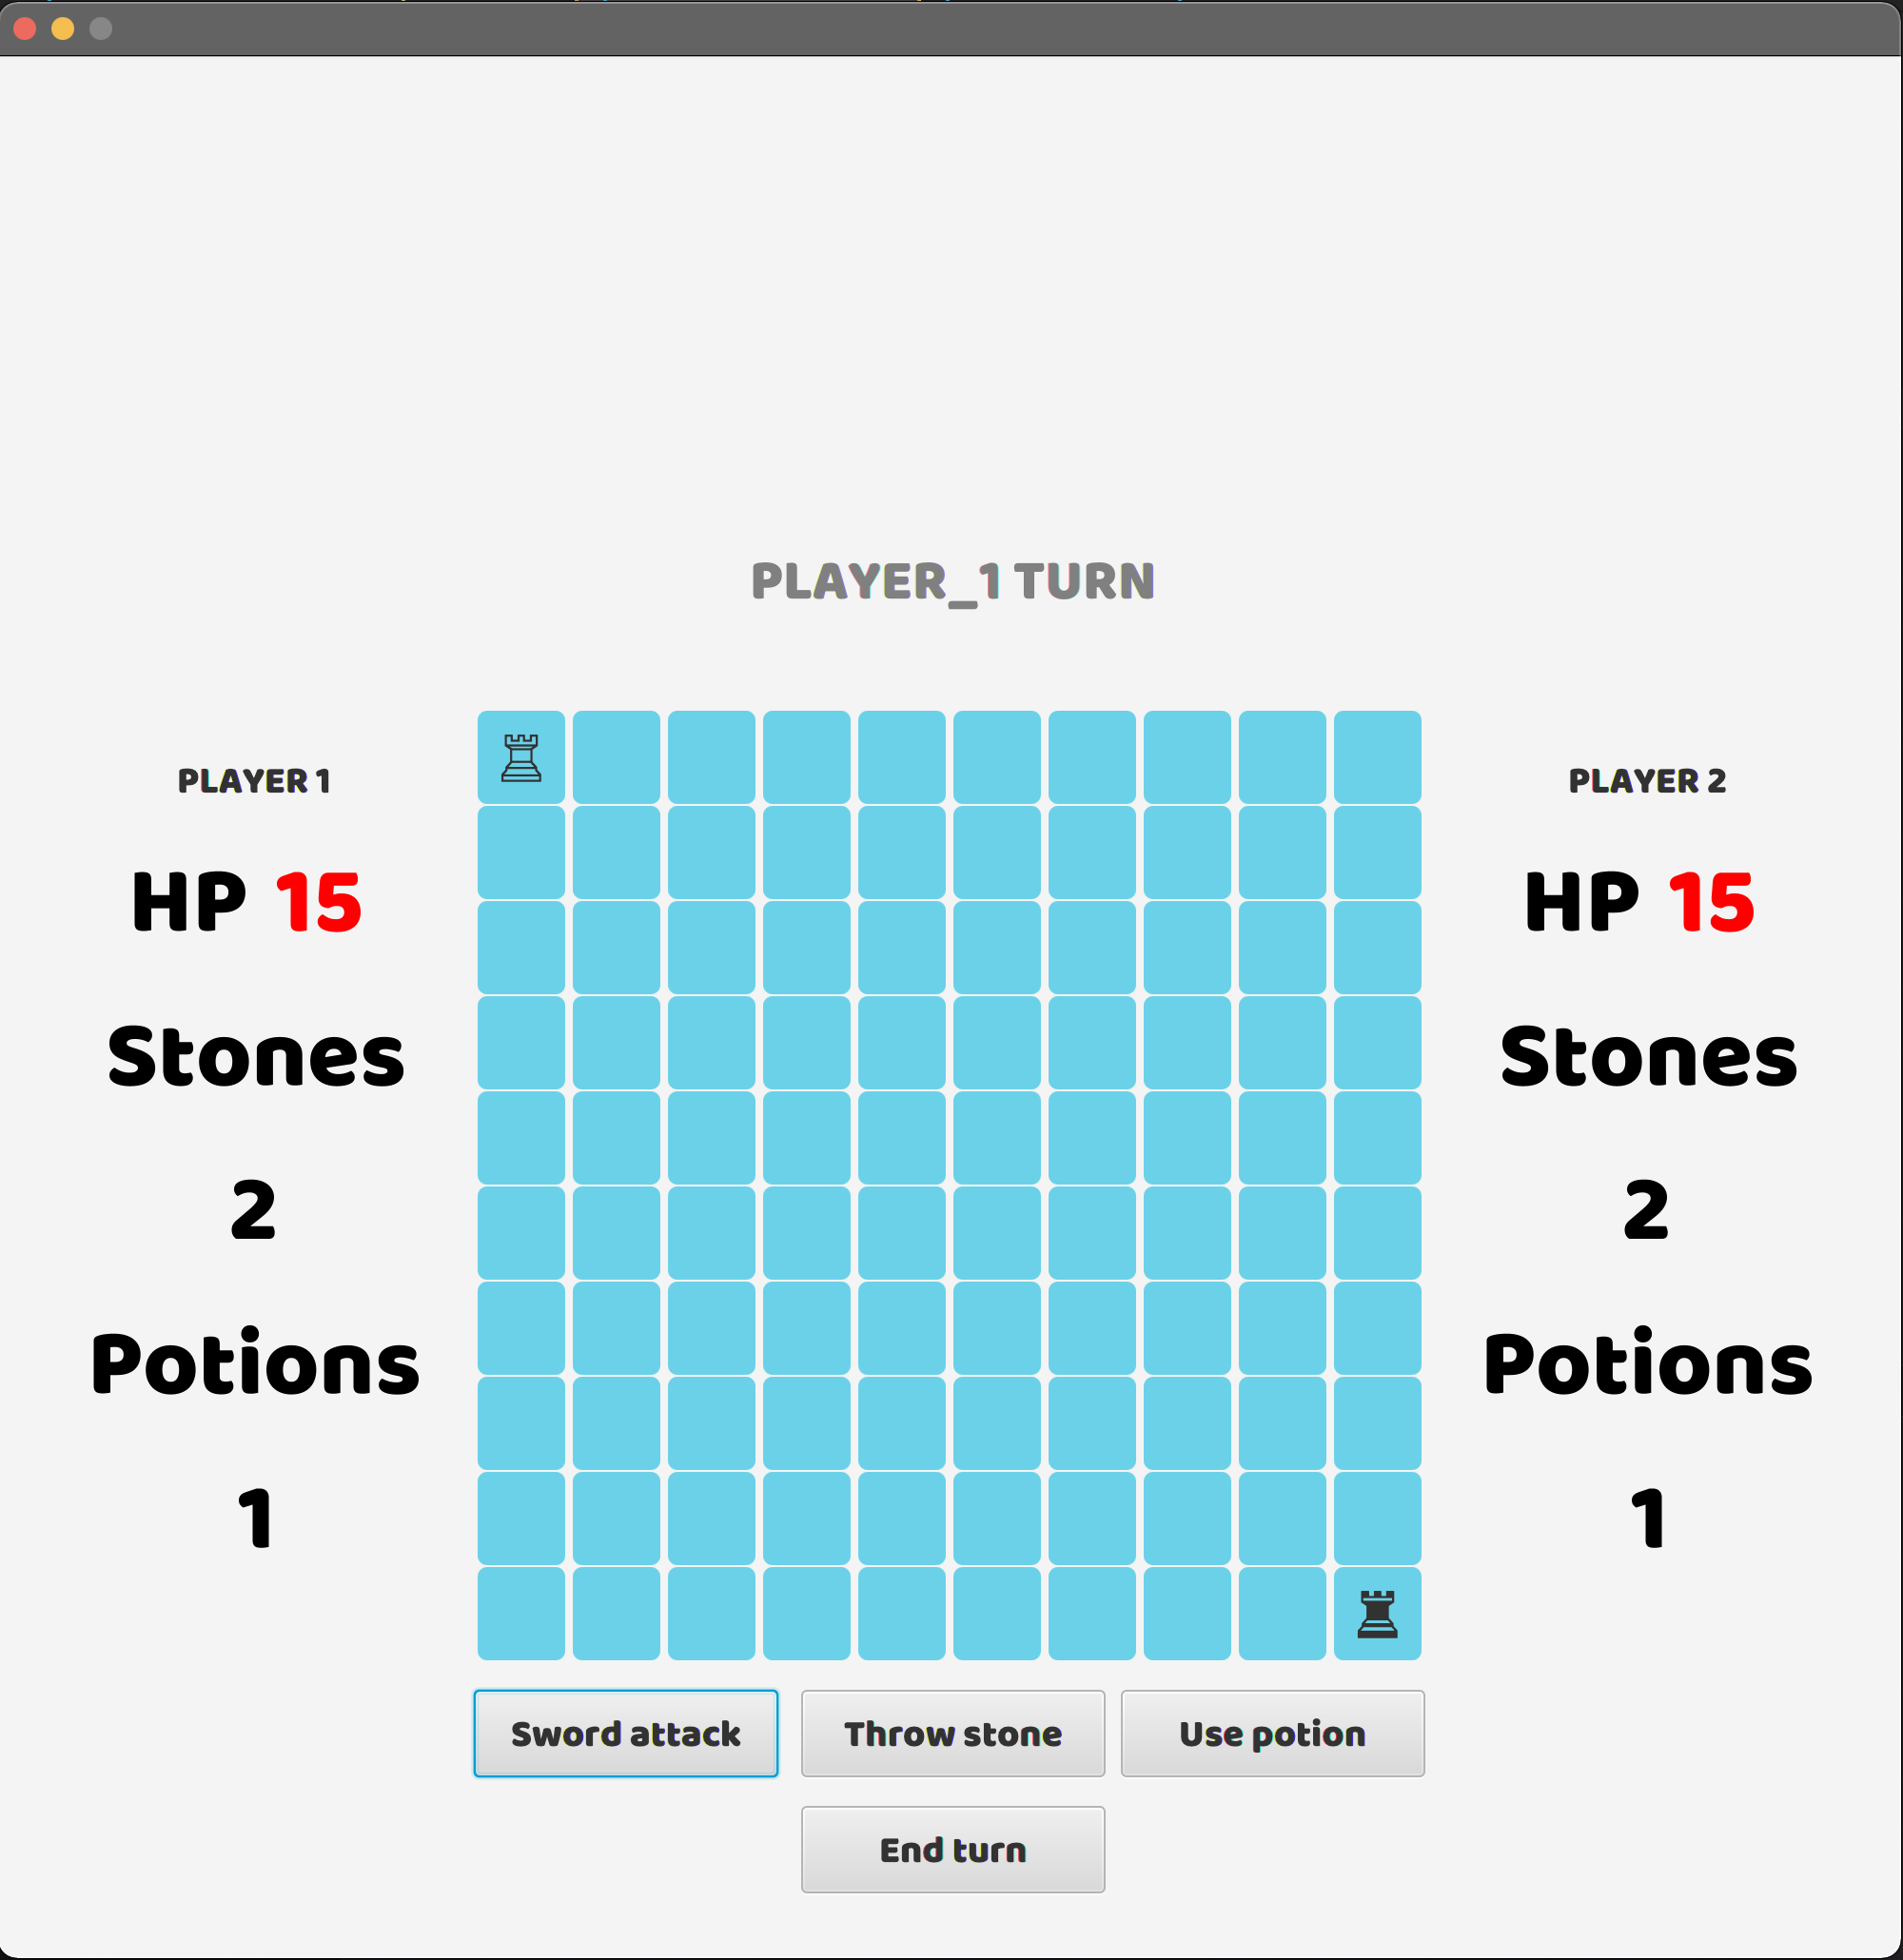 PLAYER_1 TURN
PLAYER 1
HP 15
Stones
2
Potions
1
PLAYER 2
HP 15
Stones
2
Potions
1
Sword attack
Throw stone
Use potion
End turn